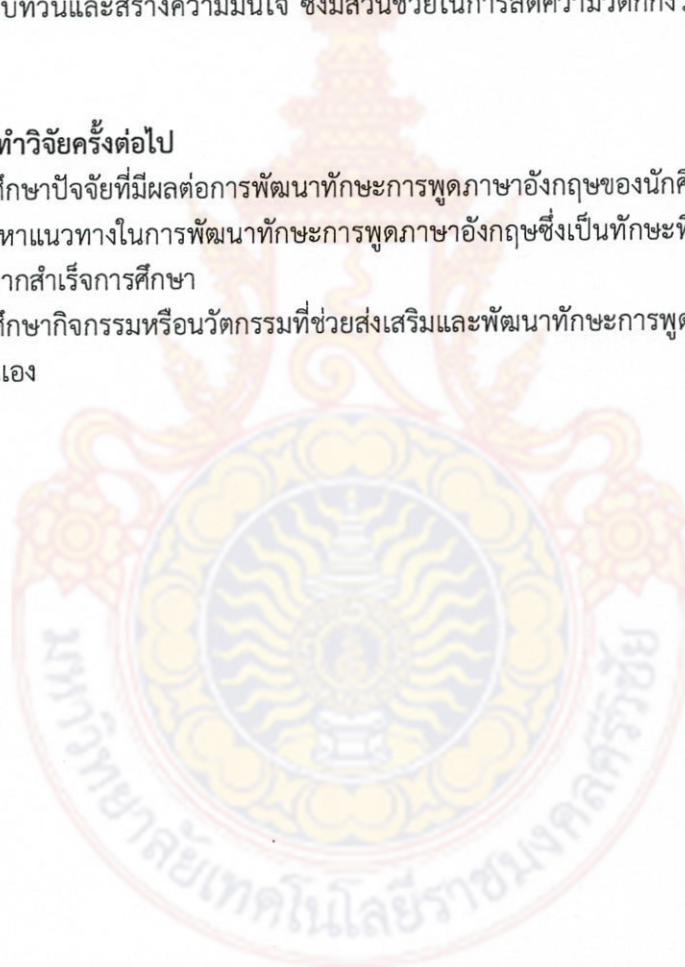 บทวนและสร้างความมั่นใจ ซึ่งมีส่วนช่วยในการลดความวิตกกังว
ทำวิจัยครั้งต่อไป
ศึกษาปัจจัยที่มีผลต่อการพัฒนาทักษะการพูดภาษาอังกฤษของนักศึ
หาแนวทางในการพัฒนาทักษะการพูดภาษาอังกฤษซึ่งเป็นทักษะที่
ากสำเร็จการศึกษา
ศึกษากิจกรรมหรือนวัตกรรมที่ช่วยส่งเสริมและพัฒนาทักษะการพูด
เอง
มหาวิทยาลัยเทคโนโลยีราชมงคลศรีวิชัย